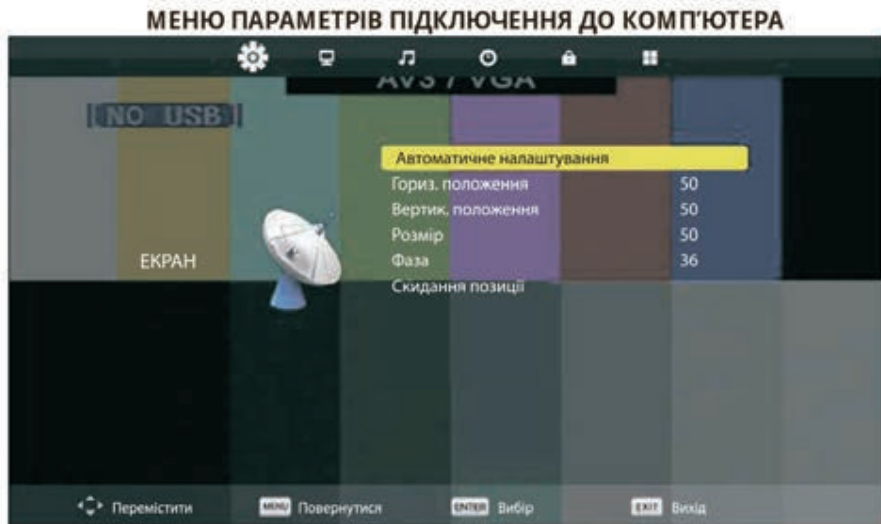 МЕНЮ ПАРАМЕТРІВ ПІДКЛЮЧЕННЯ ДО КОМП'ЮТЕРА
AV3 / VGA
NO USB
Автоматичне налаштування
Гориз. положення 50
Вертик. положення 50
Розмір 50
ЕКРАН
Фаза 36
Скидання позиції
Перемістити MENU Повернутися ENTER Вибір EXIT Вихід